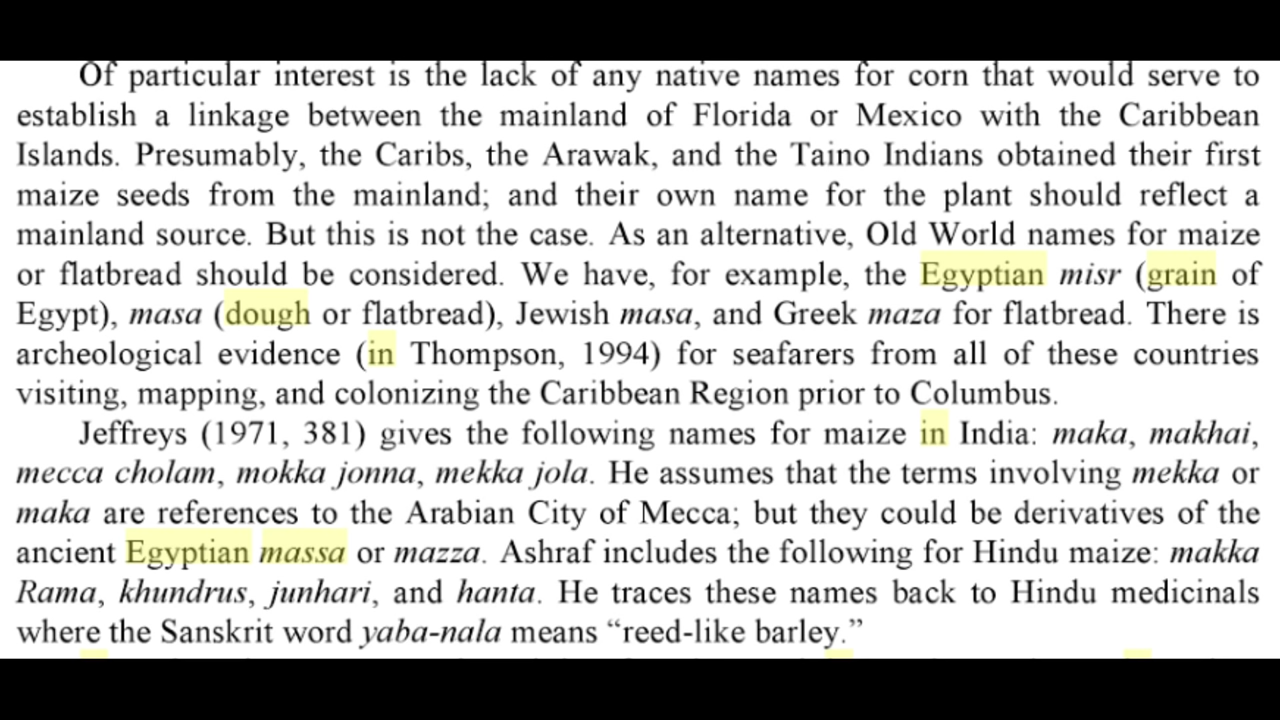 Of particular interest is the lack of any native names for corn that would serve to
establish a linkage between the mainland of Florida or Mexico with the Caribbean
Islands. Presumably, the Caribs, the Arawak, and the Taino Indians obtained their first
maize seeds from the mainland; and their own name for the plant should reflect a
mainland source. But this is not the case. As an alternative, Old World names for maize
or flatbread should be considered. We have, for example, the Egyptian misr (grain of
Egypt), masa (dough or flatbread), Jewish masa, and Greek maza for flatbread. There is
archeological evidence (in Thompson, 1994) for seafarers from all of these countries
visiting, mapping, and colonizing the Caribbean Region prior to Columbus.
Jeffreys (1971, 381) gives the following names for maize in India: maka, makhai,
mecca cholam, mokka jonna, mekka jola. He assumes that the terms involving mekka or
maka are references to the Arabian City of Mecca; but they could be derivatives of the
ancient Egyptian massa or mazza. Ashraf includes the following for Hindu maize: makka
Rama, khundrus, junhari, and hanta. He traces these names back to Hindu medicinals
where the Sanskrit word yaba-nala means “reed-like barley.”